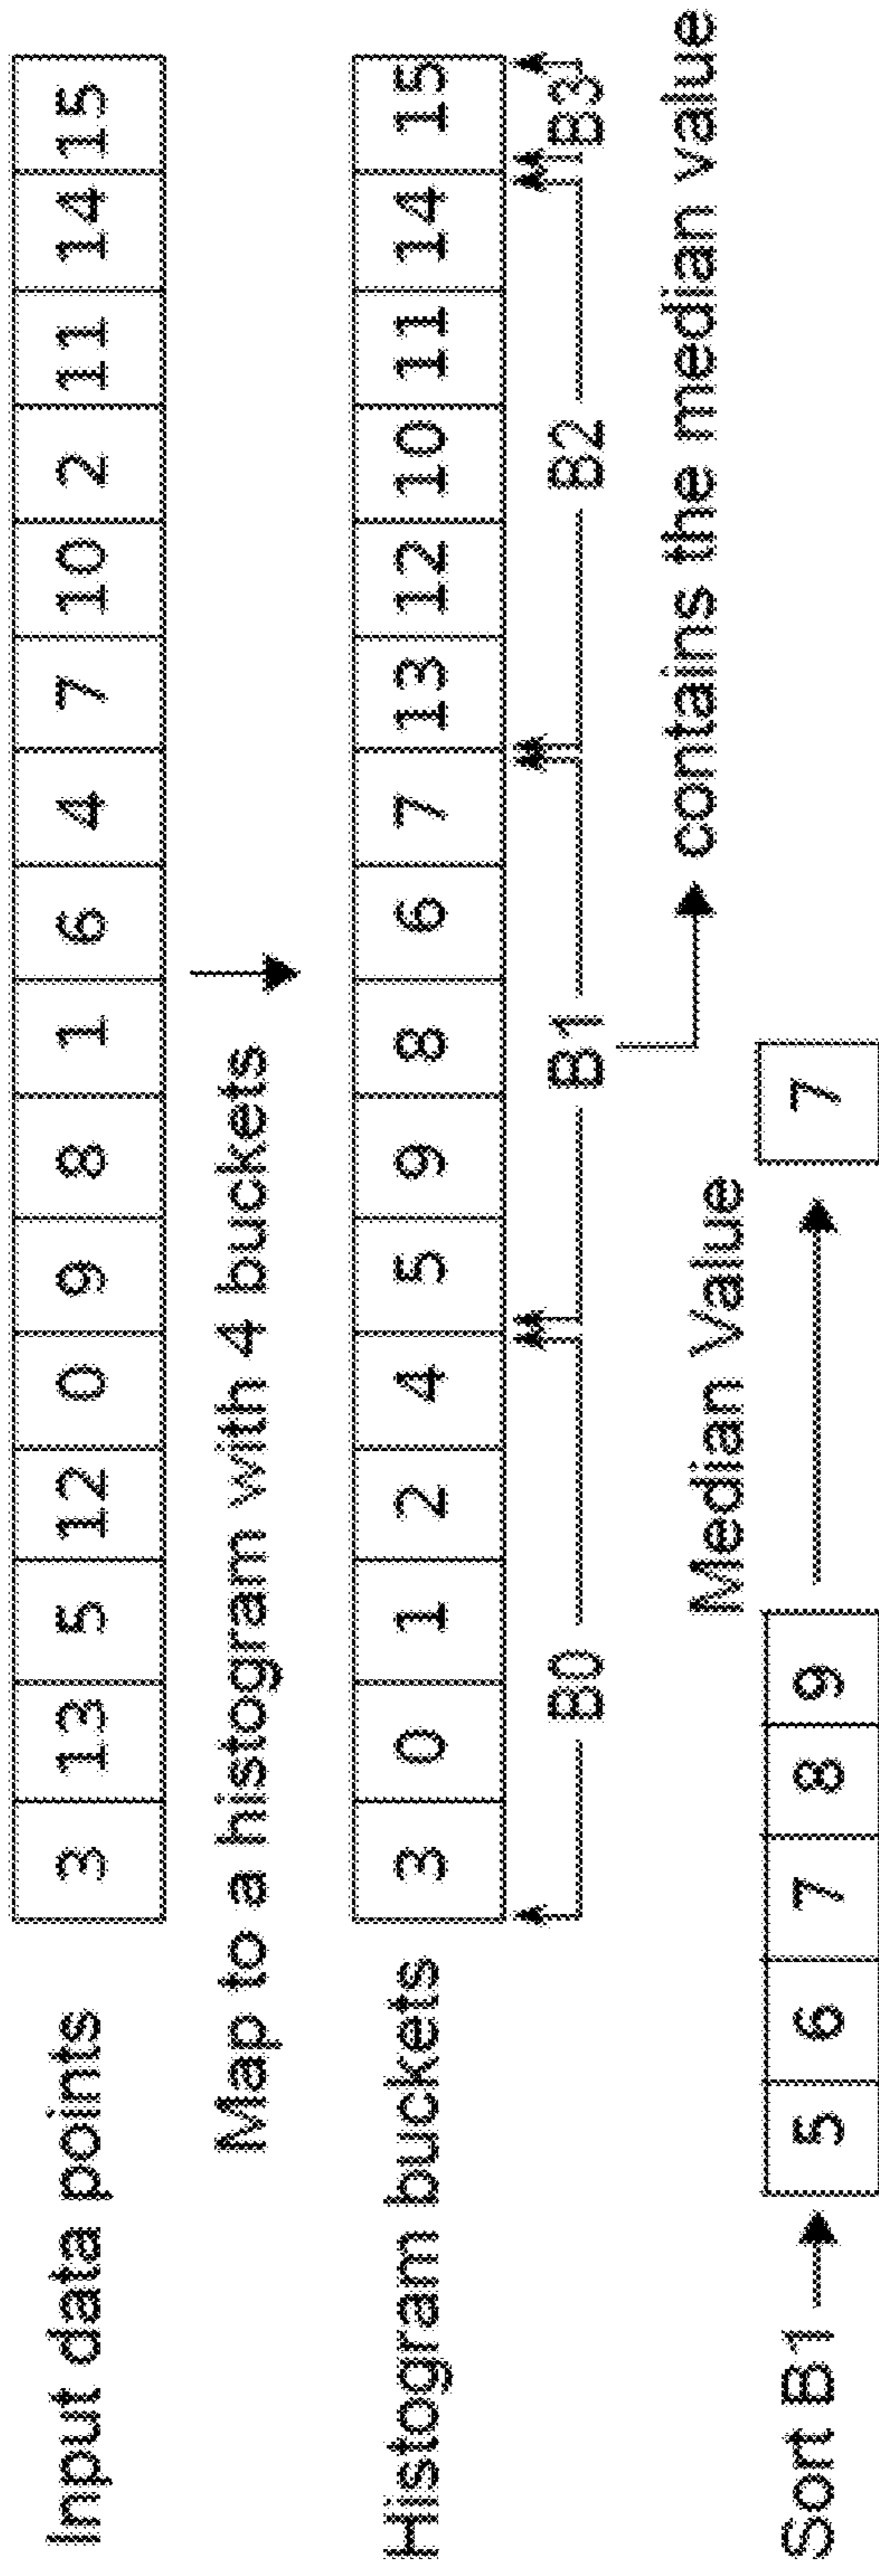 Input data points 3 13 5 12 0 9 8 1 6 4 7 10 2 11 14 15
Map to a histogram with 4 buckets
Histogram buckets 3 0 1 2 4 5 9 8 6 7 13 12 10 11 14 15
B0 B1 B2 B3
contains the median value
Median Value
Sort B1 5 6 7 8 9 7